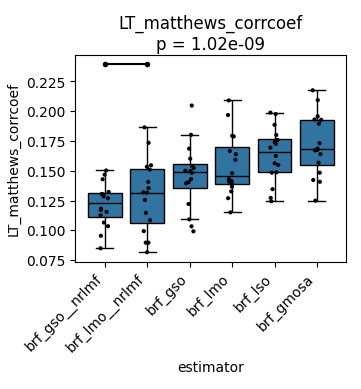 LT_matthews_corrcoef
p = 1.02e-09
LT_matthews_corrcoef
0.225
0.200
0.175
0.150
0.125
0.100
0.075
brf_gso__nrlmf
brf_lmo__nrlmf
brf_gso
brf_lmo
brf_lso
brf_gmosa
estimator